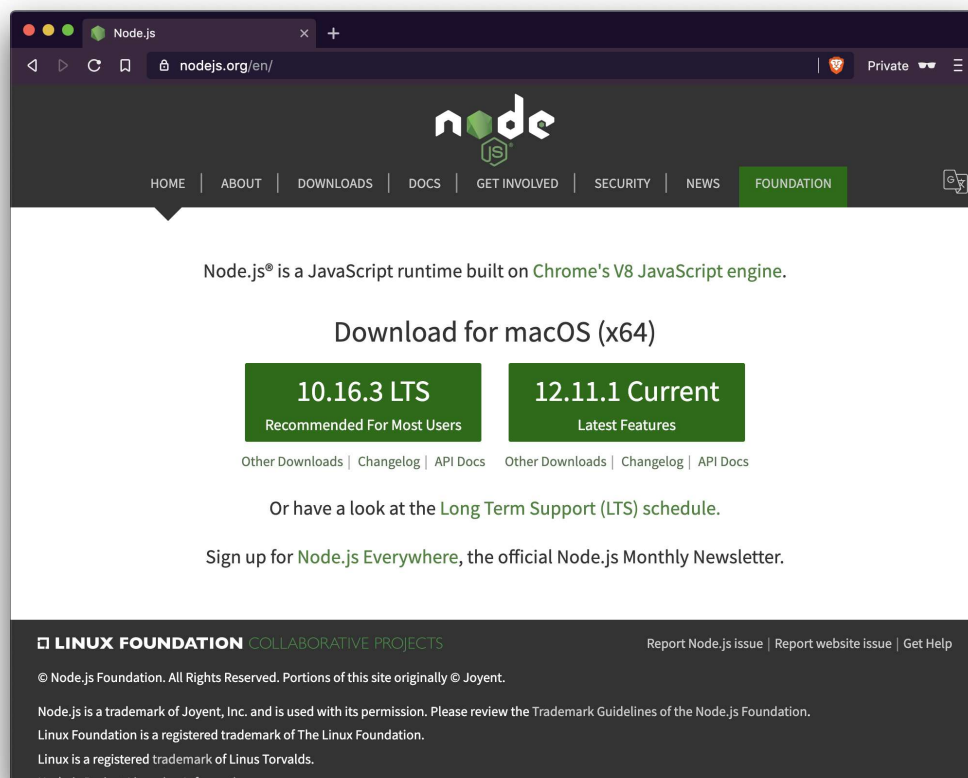 Node.js
nodejs.org/en/
Private
node
JS
HOME | ABOUT | DOWNLOADS | DOCS | GET INVOLVED | SECURITY | NEWS FOUNDATION
Node.js® is a JavaScript runtime built on Chrome's V8 JavaScript engine.
Download for macOS (x64)
10.16.3 LTS
Recommended For Most Users
12.11.1 Current
Latest Features
Other Downloads | Changelog | API Docs
Other Downloads | Changelog | API Docs
Or have a look at the Long Term Support (LTS) schedule.
Sign up for Node.js Everywhere, the official Node.js Monthly Newsletter.
LINUX FOUNDATION COLLABORATIVE PROJECTS
Report Node.js issue | Report website issue | Get Help
© Node.js Foundation. All Rights Reserved. Portions of this site originally © Joyent.
Node.js is a trademark of Joyent, Inc. and is used with its permission. Please review the Trademark Guidelines of the Node.js Foundation.
Linux Foundation is a registered trademark of The Linux Foundation.
Linux is a registered trademark of Linus Torvalds.